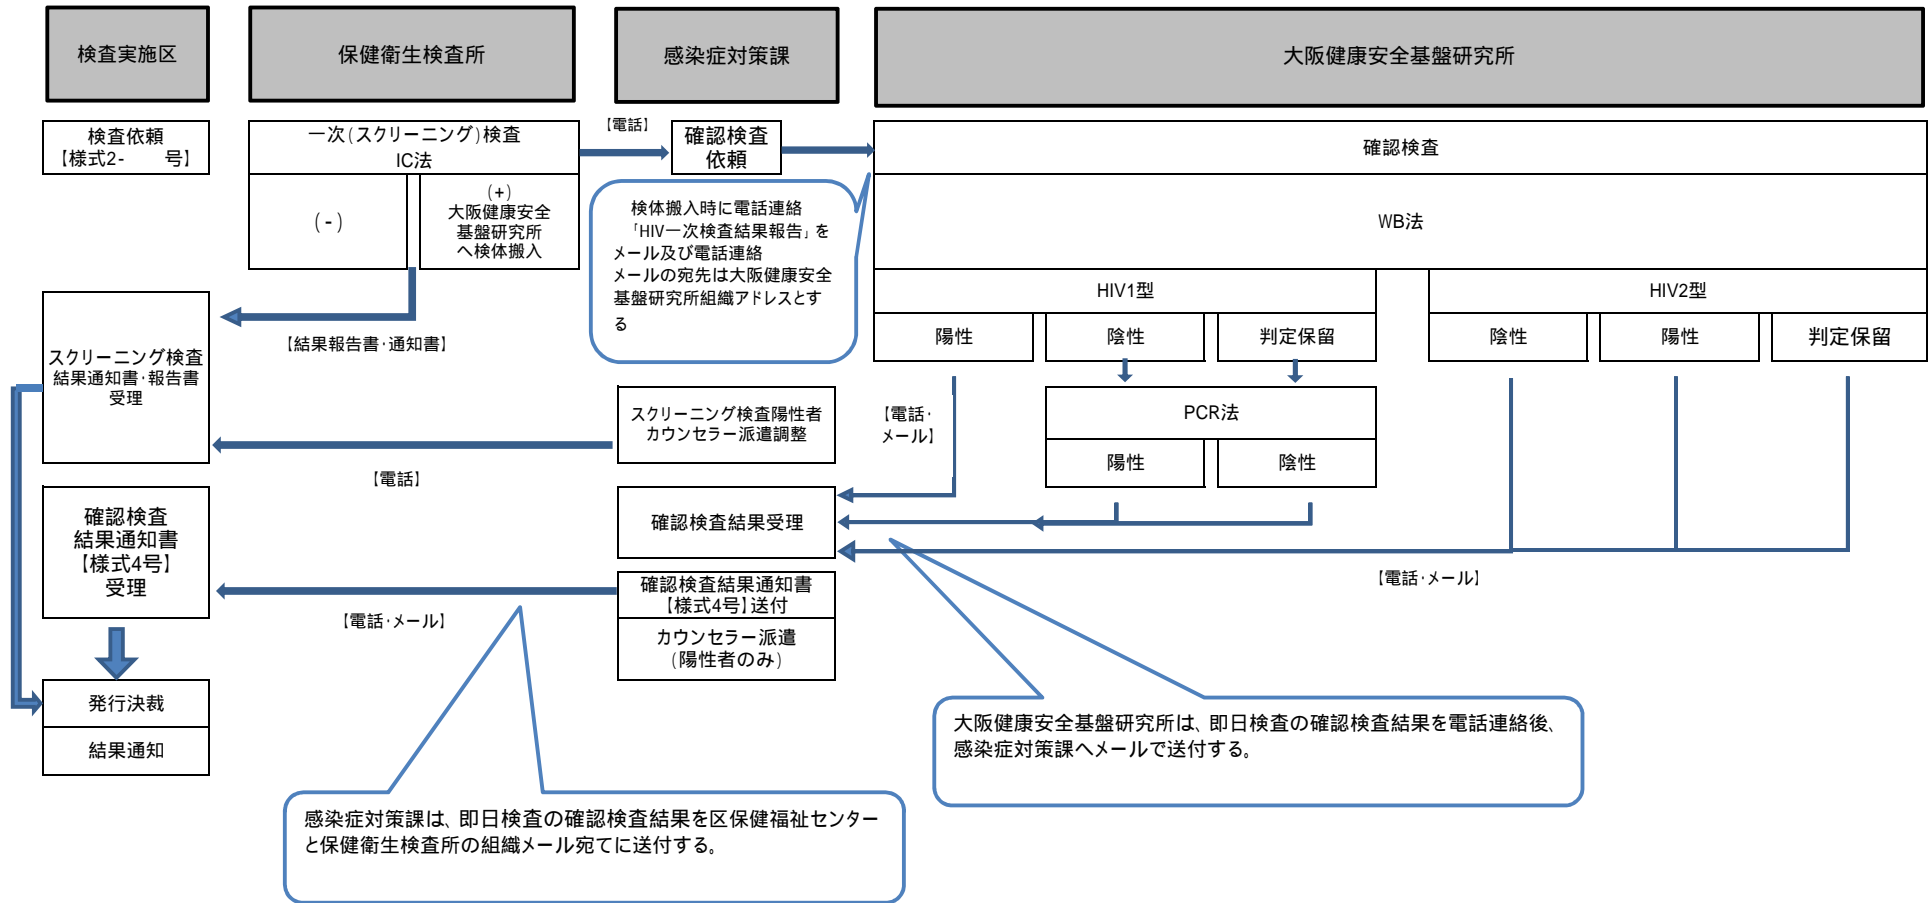 検査実施区
保健衛生検査所
感染症対策課
大阪健康安全基盤研究所
検査依頼
【様式2-　　号】
一次(スクリーニング)検査
IC法
(-)
(+)
大阪健康安全
基盤研究所
へ検体搬入
【電話】
確認検査
依頼
確認検査
WB法
検体搬入時に電話連絡
「HIV一次検査結果報告」を
メール及び電話連絡
メールの宛先は大阪健康安全
基盤研究所組織アドレスとす
る
HIV1型
HIV2型
陽性
陰性
判定保留
陰性
陽性
判定保留
【結果報告書・通知書】
スクリーニング検査
結果通知書・報告書
受理
スクリーニング検査陽性者
カウンセラー派遣調整
【電話・
メール】
PCR法
陽性
陰性
【電話】
確認検査
結果通知書
【様式4号】
受理
確認検査結果受理
【電話・メール】
確認検査結果通知書
【様式4号】送付
カウンセラー派遣
(陽性者のみ)
【電話・メール】
発行決裁
結果通知
大阪健康安全基盤研究所は、即日検査の確認検査結果を電話連絡後、
感染症対策課へメールで送付する。
感染症対策課は、即日検査の確認検査結果を区保健福祉センター
と保健衛生検査所の組織メール宛てに送付する。